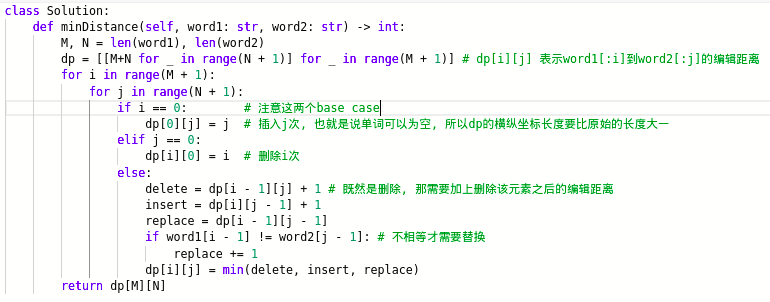 class Solution:
    def minDistance(self, word1: str, word2: str) -> int:
        M, N = len(word1), len(word2)
        dp = [[M+N for _ in range(N + 1)] for _ in range(M + 1)] # dp[i][j] 表示word1[:i]到word2[:j]的编辑距离
        for i in range(M + 1):
            for j in range(N + 1):
                if i == 0:        # 注意这两个base case
                    dp[0][j] = j  # 插入j次, 也就是说单词可以为空, 所以dp的横纵坐标长度要比原始的长度大一
                elif j == 0:
                    dp[i][0] = i  # 删除i次
                else:
                    delete = dp[i - 1][j] + 1 # 既然是删除, 那需要加上删除该元素之后的编辑距离
                    insert = dp[i][j - 1] + 1
                    replace = dp[i - 1][j - 1]
                    if word1[i - 1] != word2[j - 1]: # 不相等才需要替换
                        replace += 1
                    dp[i][j] = min(delete, insert, replace)
        return dp[M][N]